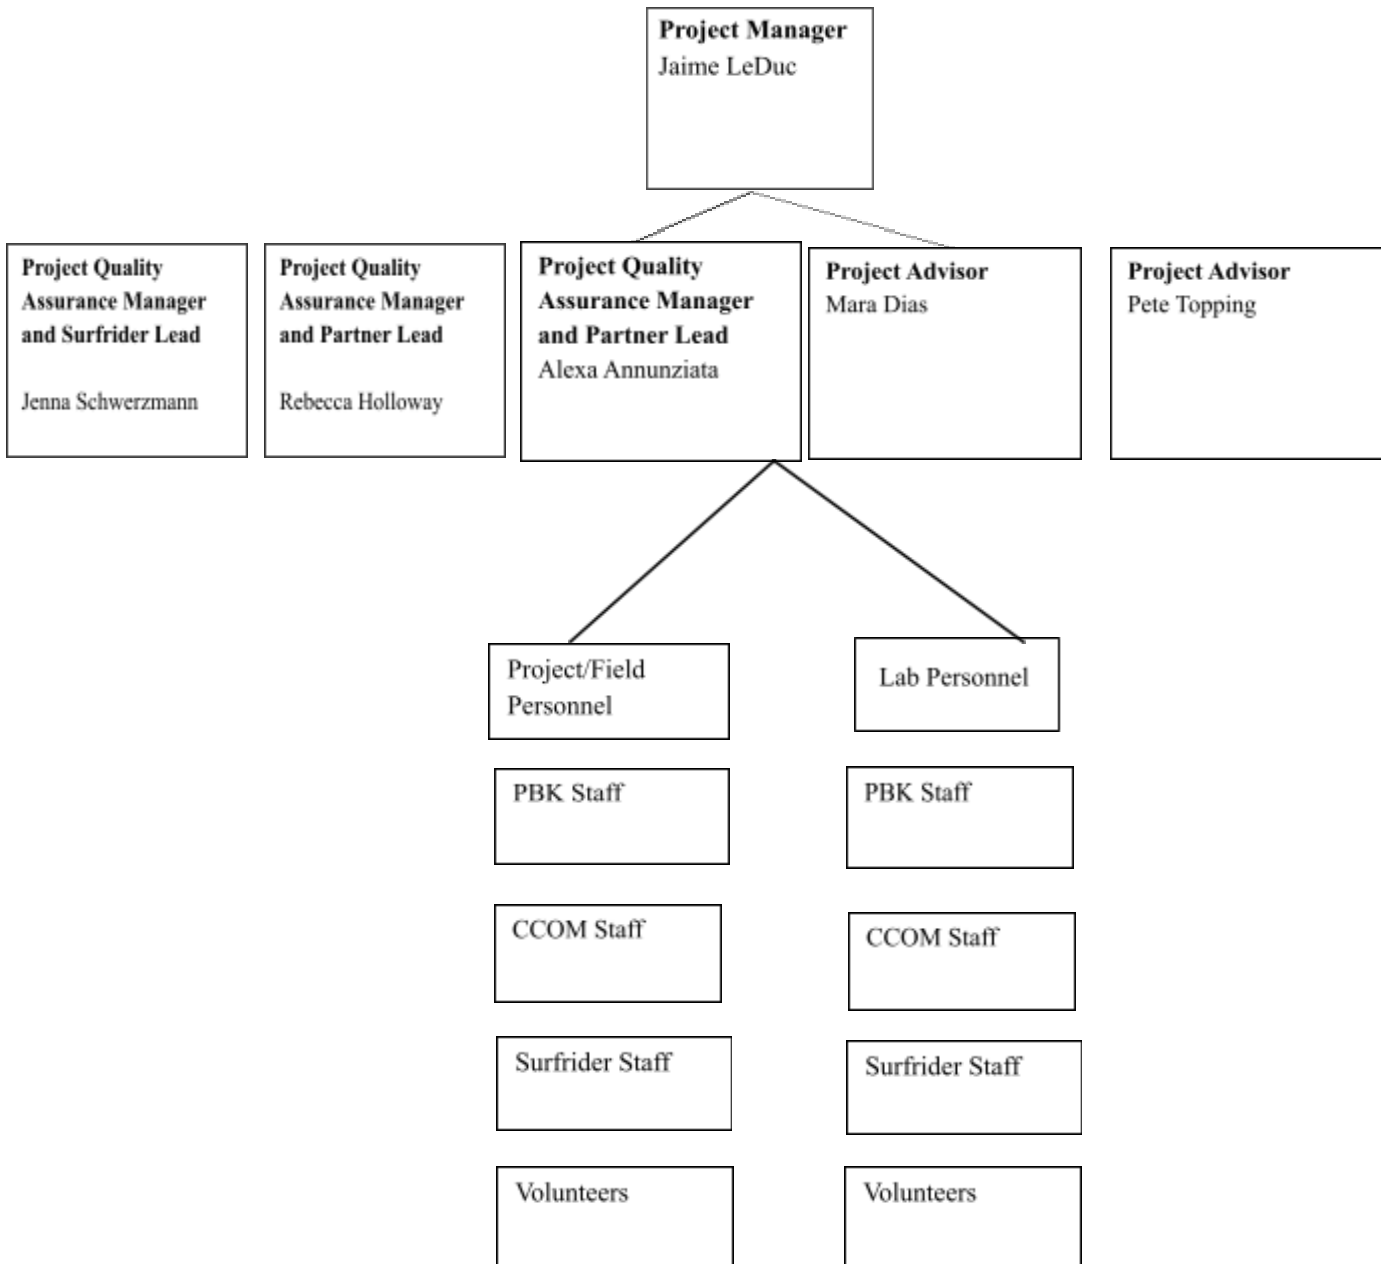 Project Manager
Jaime LeDuc
Project Quality
Assurance Manager
and Surfrider Lead
Jenna Schwerzmann
Project Quality
Assurance Manager
and Partner Lead
Rebecca Holloway
Project Quality
Assurance Manager
and Partner Lead
Alexa Annunziata
Project Advisor
Mara Dias
Project Advisor
Pete Topping
Project/Field
Personnel
Lab Personnel
PBK Staff
PBK Staff
CCOM Staff
CCOM Staff
Surfrider Staff
Surfrider Staff
Volunteers
Volunteers